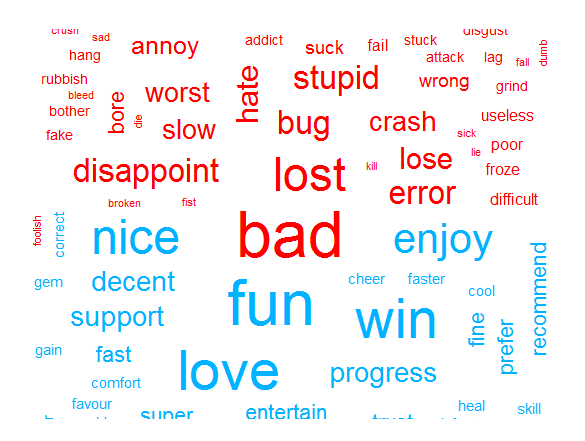 crush
sad
annoy
addict
suck
fail
stuck
disgust
hang
attack
lag
fall
dumb
rubbish
bleed
bother
bore
die
worst
hate
stupid
wrong
grind
fake
slow
bug
crash
sick
useless
disappoint
lost
kill
lose
lie
poor
froze
error
difficult
broken
fist
foolish
correct
nice
bad
enjoy
gem
decent
fun
cheer
faster
cool
recommend
support
win
fine
prefer
gain
fast
love
progress
comfort
favour
super
entertain
trust
heal
skill